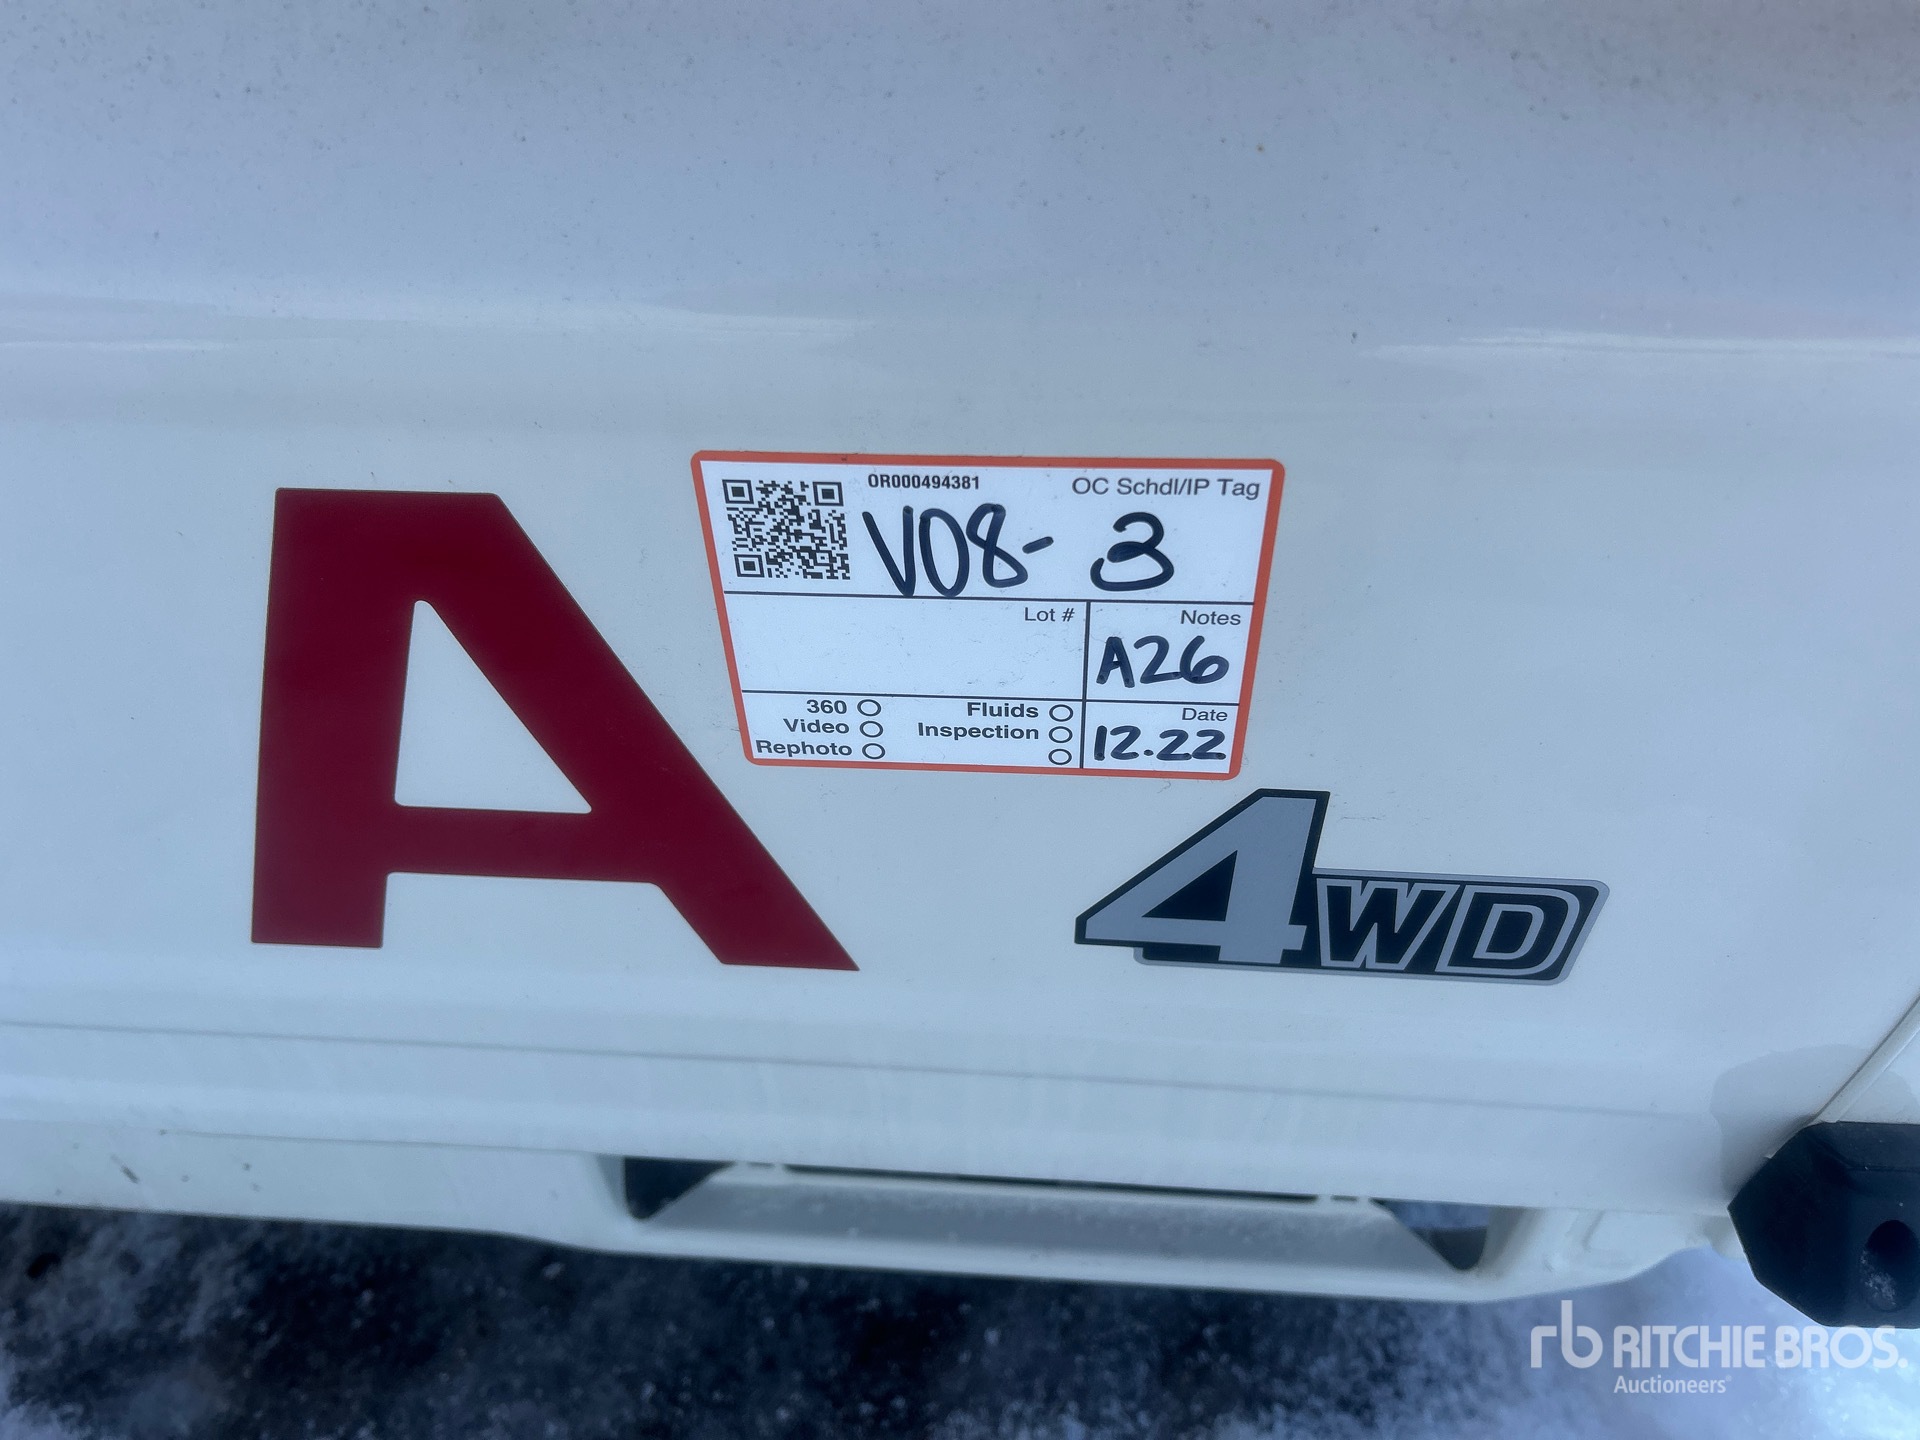 OR000494381 OC Schdl/IP Tag
V08- 3
Lot # Notes
A26
360 Fluids Date
Video Inspection 12.22
Rephoto
A
4WD
rb RITCHIE BROS.
Auctioneers